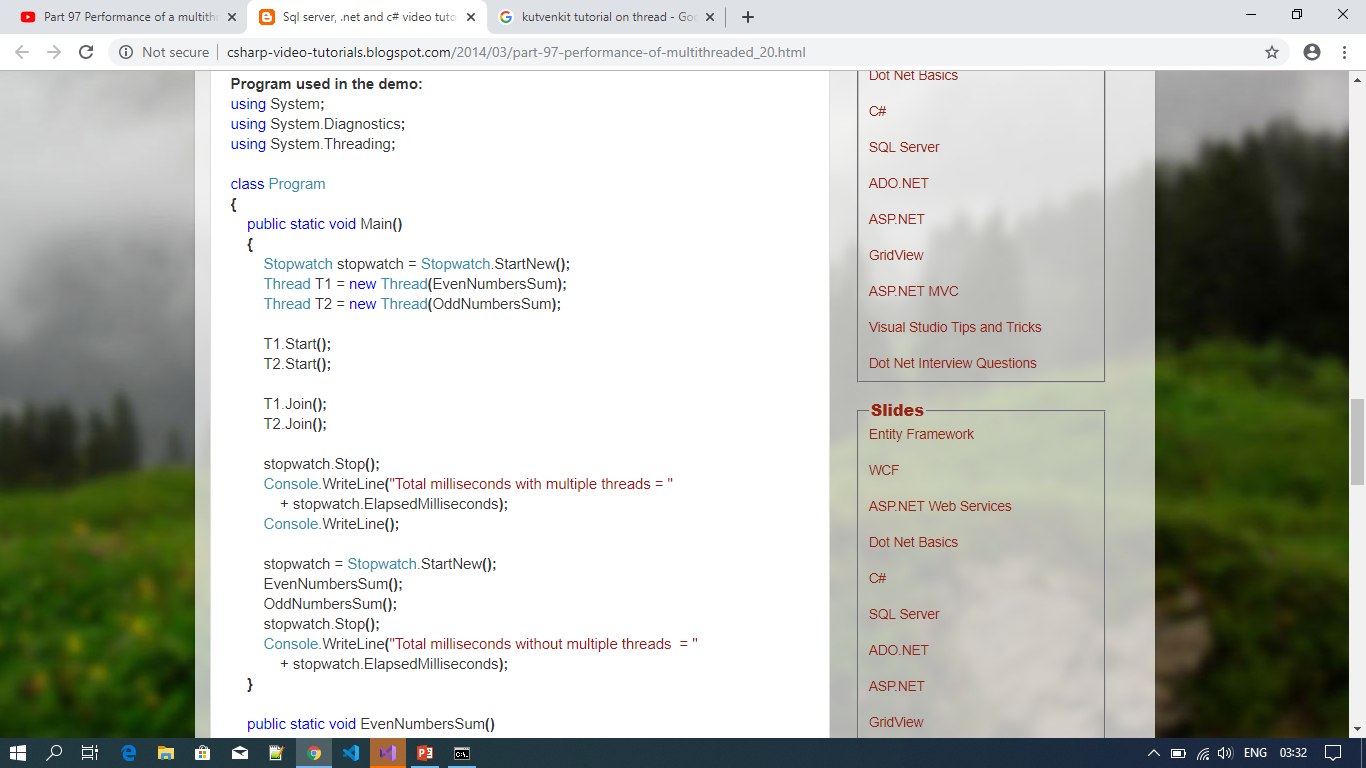 Part 97 Performance of a multith
Sql server, .net and c# video tuto
kutvenkit tutorial on thread - Goo
Not secure
csharp-video-tutorials.blogspot.com/2014/03/part-97-performance-of-multithreaded_20.html
Program used in the demo:
using System;
using System.Diagnostics;
using System.Threading;
class Program
{
public static void Main()
{
Stopwatch stopwatch = Stopwatch.StartNew();
Thread T1 = new Thread(EvenNumbersSum);
Thread T2 = new Thread(OddNumbersSum);
T1.Start();
T2.Start();
T1.Join();
T2.Join();
stopwatch.Stop();
Console.WriteLine("Total milliseconds with multiple threads = "
+ stopwatch.ElapsedMilliseconds);
Console.WriteLine();
stopwatch = Stopwatch.StartNew();
EvenNumbersSum();
OddNumbersSum();
stopwatch.Stop();
Console.WriteLine("Total milliseconds without multiple threads  = "
+ stopwatch.ElapsedMilliseconds);
}
public static void EvenNumbersSum()
Dot Net Basics
C#
SQL Server
ADO.NET
ASP.NET
GridView
ASP.NET MVC
Visual Studio Tips and Tricks
Dot Net Interview Questions
Slides
Entity Framework
WCF
ASP.NET Web Services
Dot Net Basics
C#
SQL Server
ADO.NET
ASP.NET
GridView
ENG
03:32